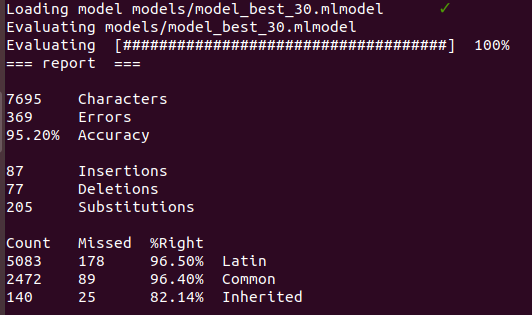 Loading model models/model_best_30.mlmodel ✓
Evaluating models/model_best_30.mlmodel
Evaluating [####################################] 100%
=== report ===
7695 Characters
369 Errors
95.20% Accuracy
87 Insertions
77 Deletions
205 Substitutions
Count Missed %Right
5083 178 96.50% Latin
2472 89 96.40% Common
140 25 82.14% Inherited